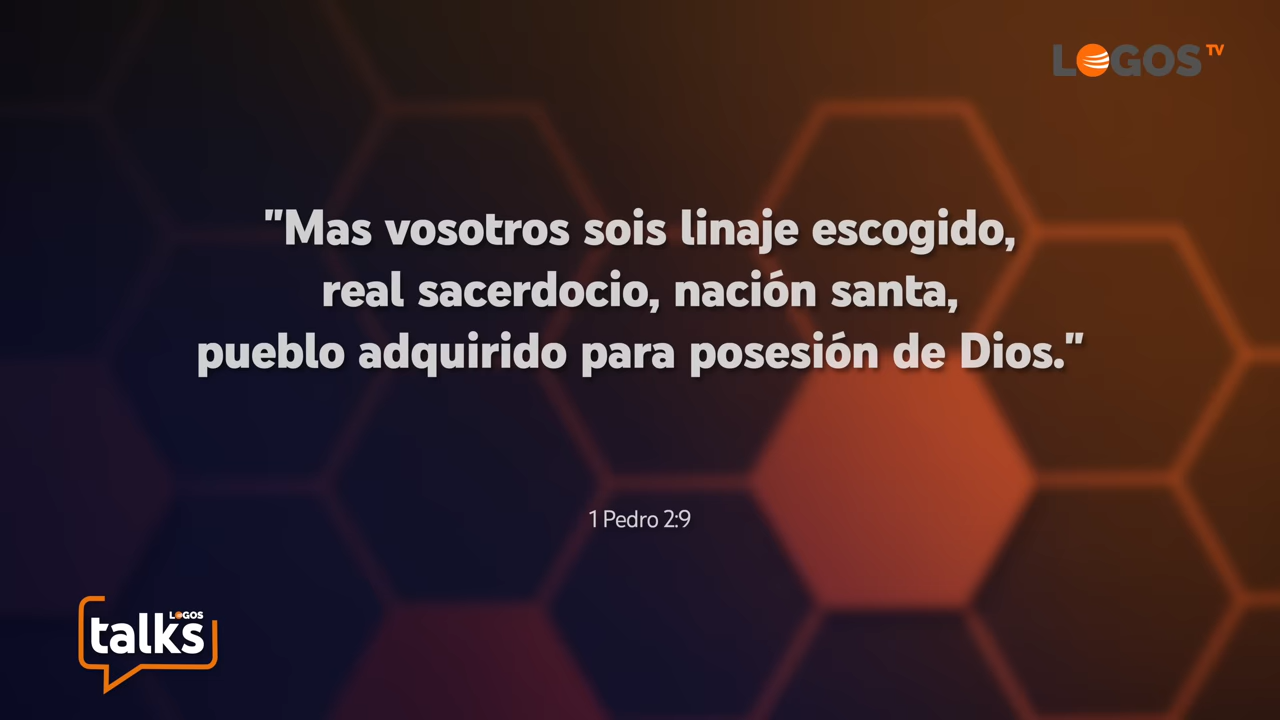 LOGOS TV
"Mas vosotros sois linaje escogido,
real sacerdocio, nación santa,
pueblo adquirido para posesión de Dios."
1 Pedro 2:9
LOGOS
talks